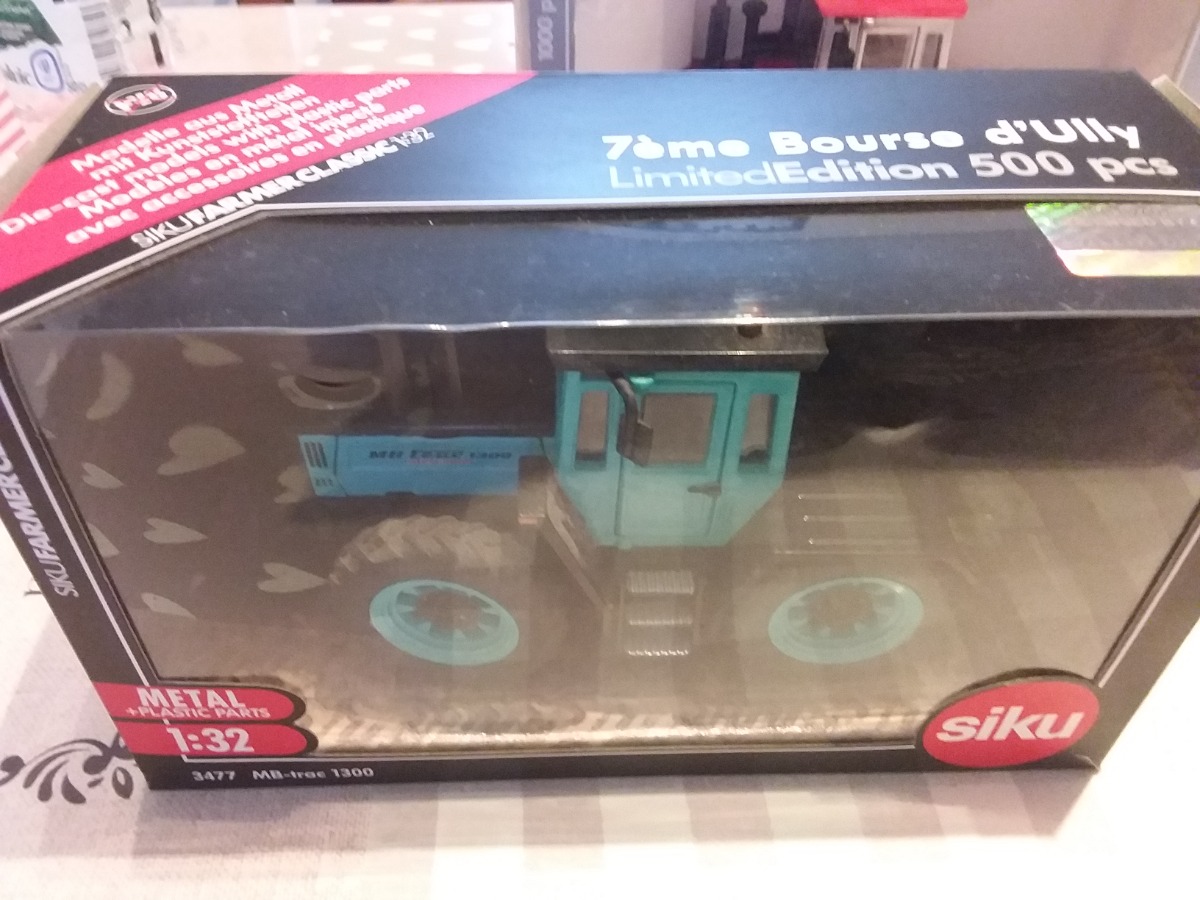 1000 p
Modelle aus Metall
mit Kunststoffteilen
Die-cast models with plastic parts
Modèles en métal injecté
avec accessoires en plastique
SIKUFARMERCLASSIC 1:32
7ème Bourse d'Ully
LimitedEdition 500 pcs
MB trac 1300
SIKUFARMERC
METAL
+PLASTIC PARTS
1:32
siku
3477 MB-trac 1300